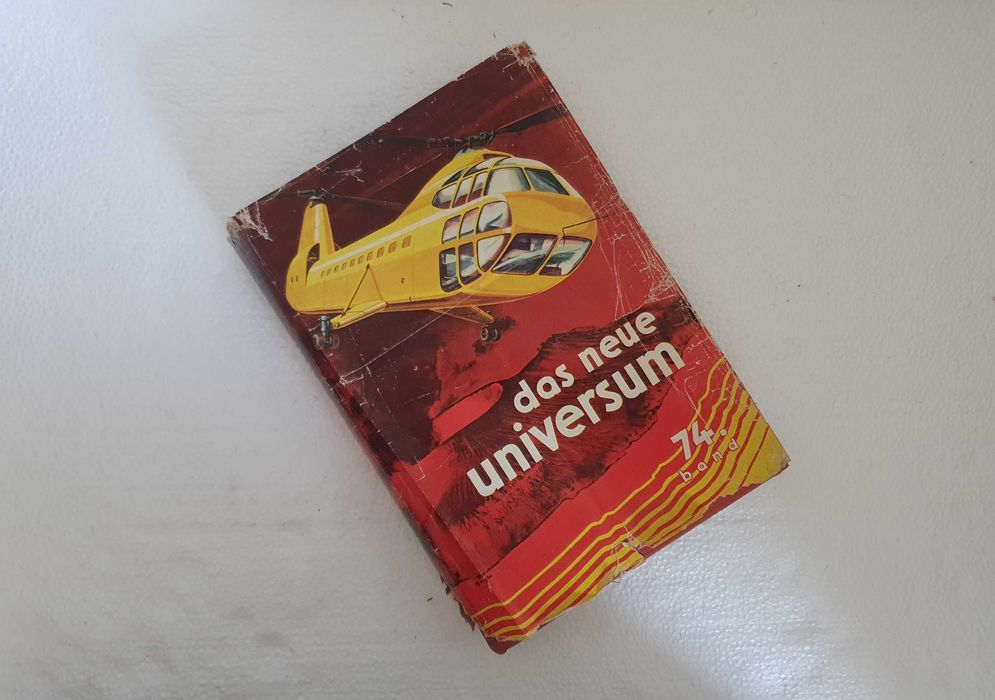 das neue
universum
74.
band